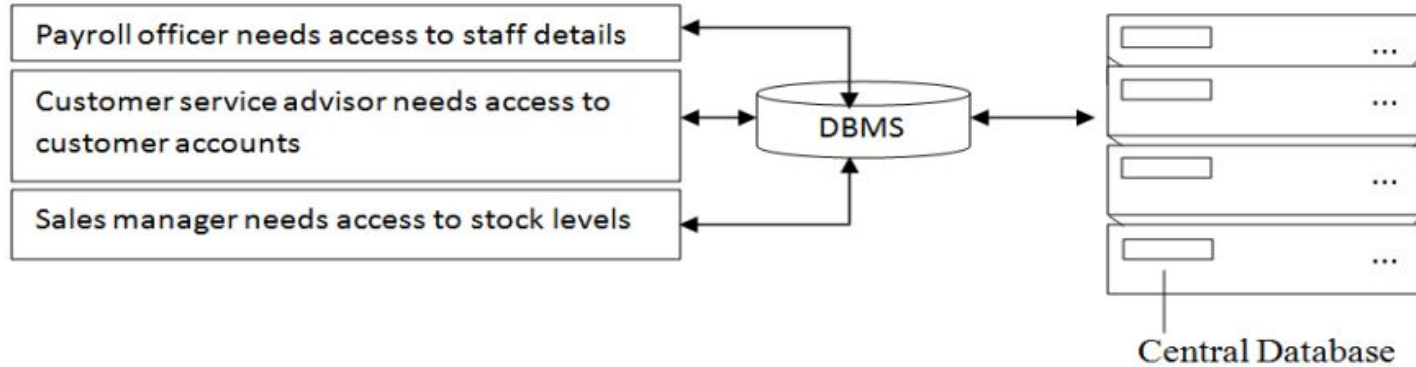 Payroll officer needs access to staff details
Customer service advisor needs access to
customer accounts
Sales manager needs access to stock levels
DBMS
...
...
...
...
Central Database